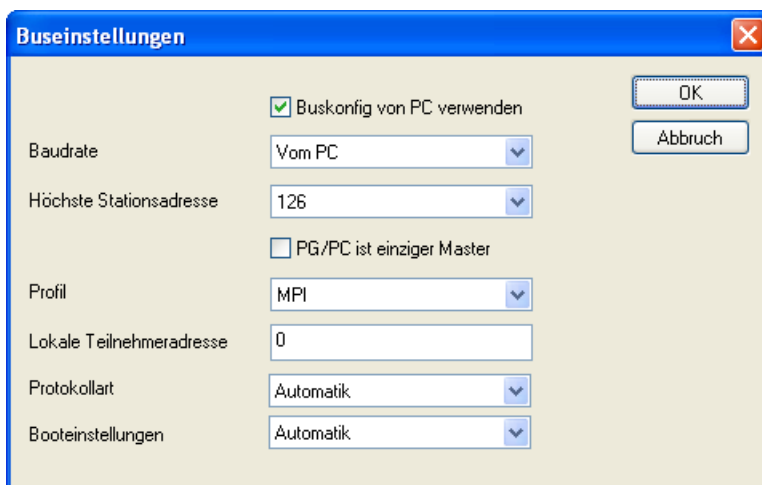 Buseinstellungen
Buskonfig von PC verwenden
OK
Baudrate
Vom PC
Abbruch
Höchste Stationsadresse
126
PG/PC ist einziger Master
Profil
MPI
Lokale Teilnehmeradresse
0
Protokollart
Automatik
Booteinstellungen
Automatik